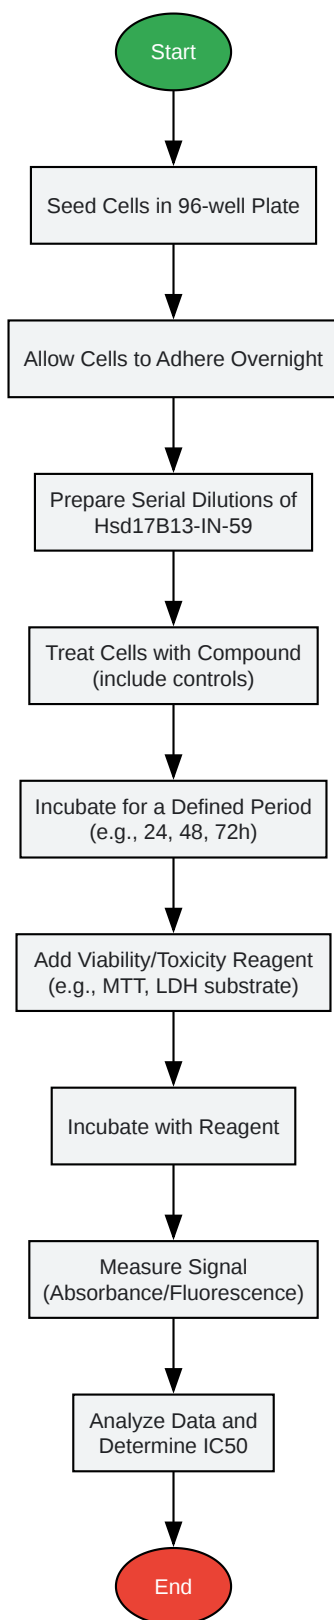 Start
Seed Cells in 96-well Plate
Allow Cells to Adhere Overnight
Prepare Serial Dilutions of
Hsd17B13-IN-59
Treat Cells with Compound
(include controls)
Incubate for a Defined Period
(e.g., 24, 48, 72h)
Add Viability/Toxicity Reagent
(e.g., MTT, LDH substrate)
Incubate with Reagent
Measure Signal
(Absorbance/Fluorescence)
Analyze Data and
Determine IC50
End